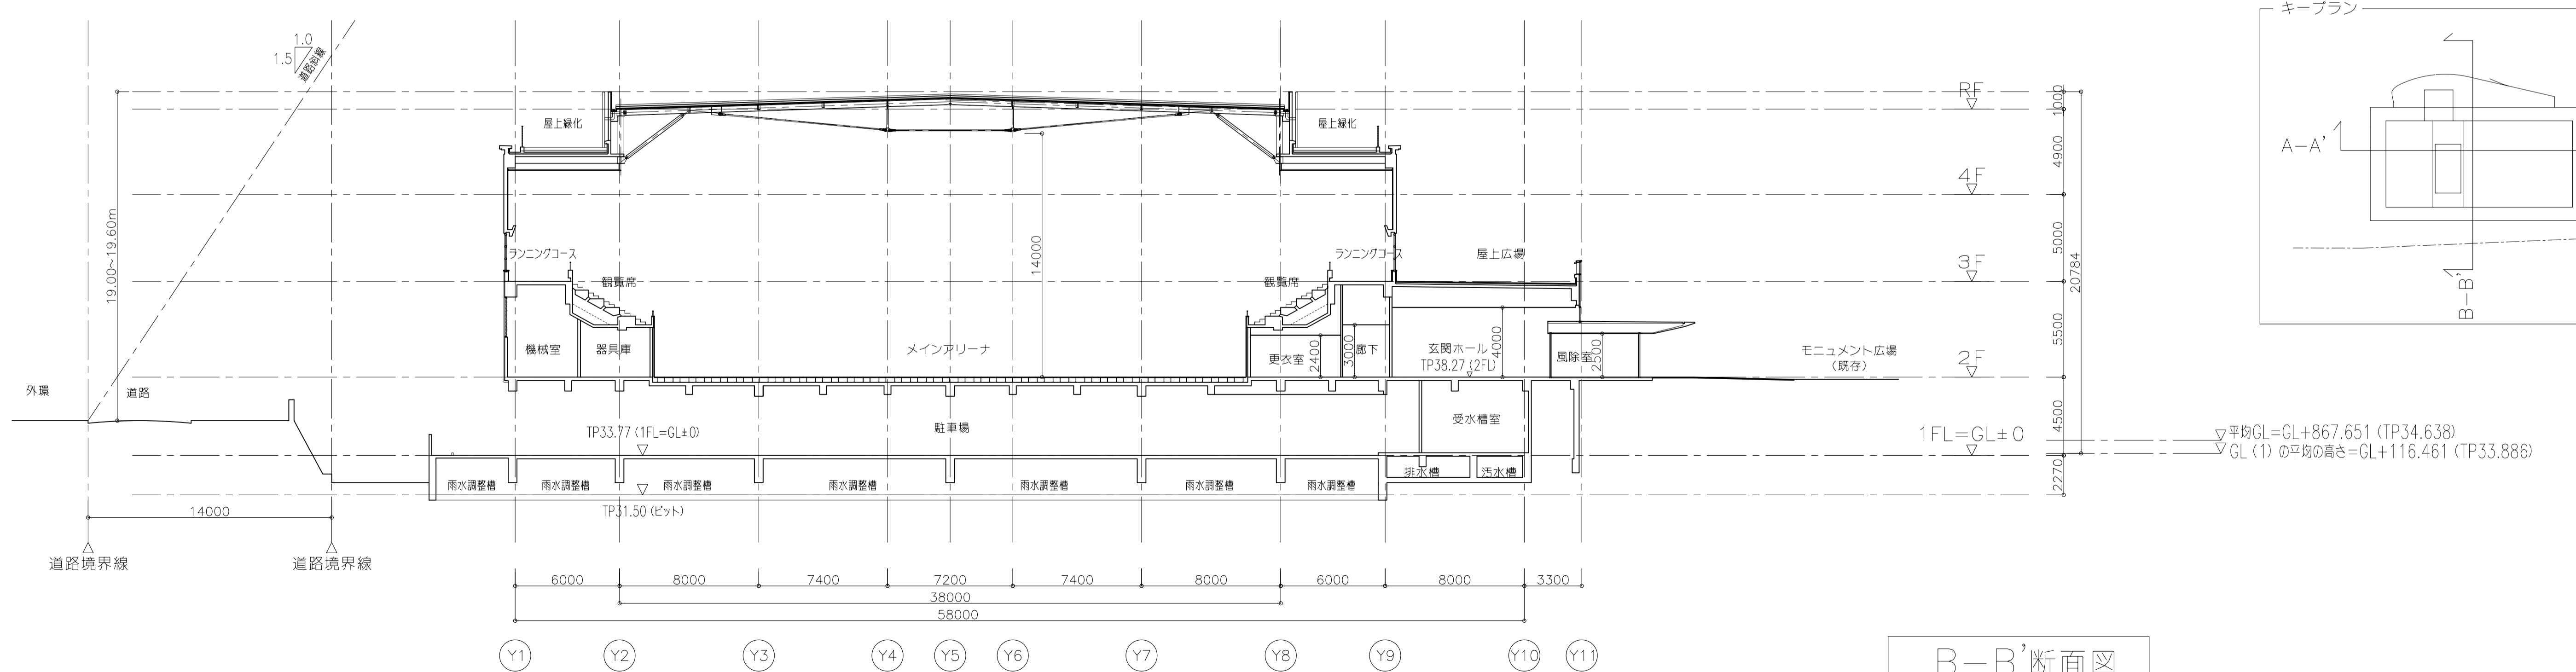 キープラン
A-A'
B-B'
1.0
1.5
道路斜線
19.00~19.60m
屋上緑化
屋上緑化
RF
1000
4900
4F
5000
20784
3F
5500
2F
4500
1FL=GL±0
2270
平均GL=GL+867.651 (TP34.638)
GL (1) の平均の高さ=GL+116.461 (TP33.886)
14000
ランニングコース
ランニングコース
屋上広場
観覧席
観覧席
機械室
器具庫
メインアリーナ
更衣室
2400
3000
廊下
玄関ホール
TP38.27 (2FL)
4000
風除室
2500
モニュメント広場
(既存)
外環
道路
TP33.77 (1FL=GL±0)
駐車場
受水槽室
雨水調整槽
雨水調整槽
雨水調整槽
雨水調整槽
雨水調整槽
雨水調整槽
雨水調整槽
排水槽
汚水槽
TP31.50 (ピット)
14000
道路境界線
道路境界線
6000
8000
7400
7200
7400
8000
6000
8000
3300
38000
58000
Y1
Y2
Y3
Y4
Y5
Y6
Y7
Y8
Y9
Y10
Y11
B-B'断面図